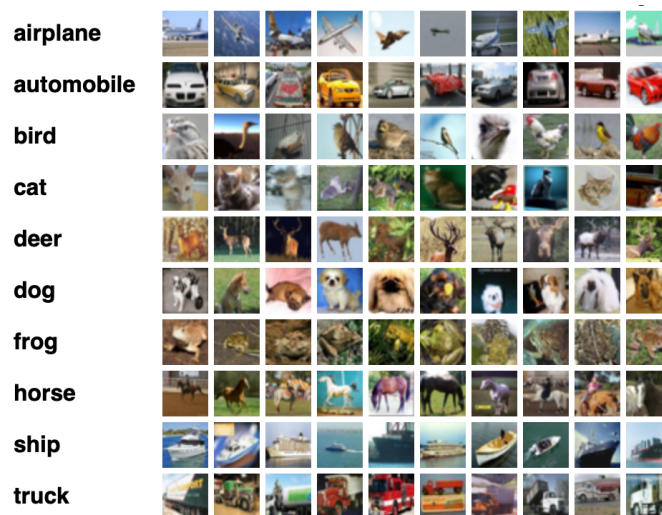 airplane
automobile
bird
cat
deer
dog
frog
horse
ship
truck